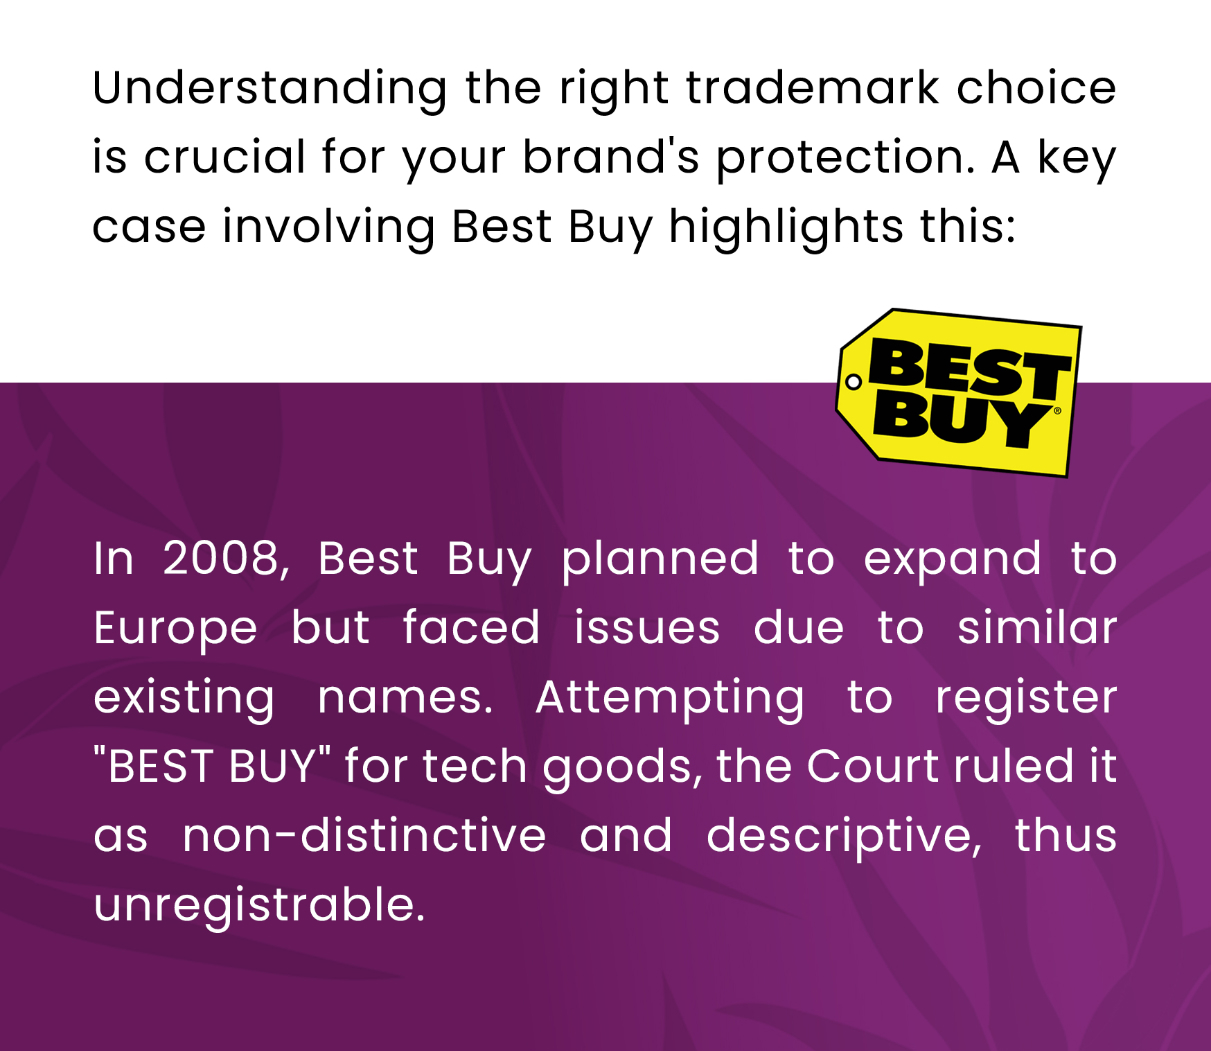 Understanding the right trademark choice
is crucial for your brand's protection. A key
case involving Best Buy highlights this:
BEST
BUY®
In 2008, Best Buy planned to expand to
Europe but faced issues due to similar
existing names. Attempting to register
"BEST BUY" for tech goods, the Court ruled it
as non-distinctive and descriptive, thus
unregistrable.